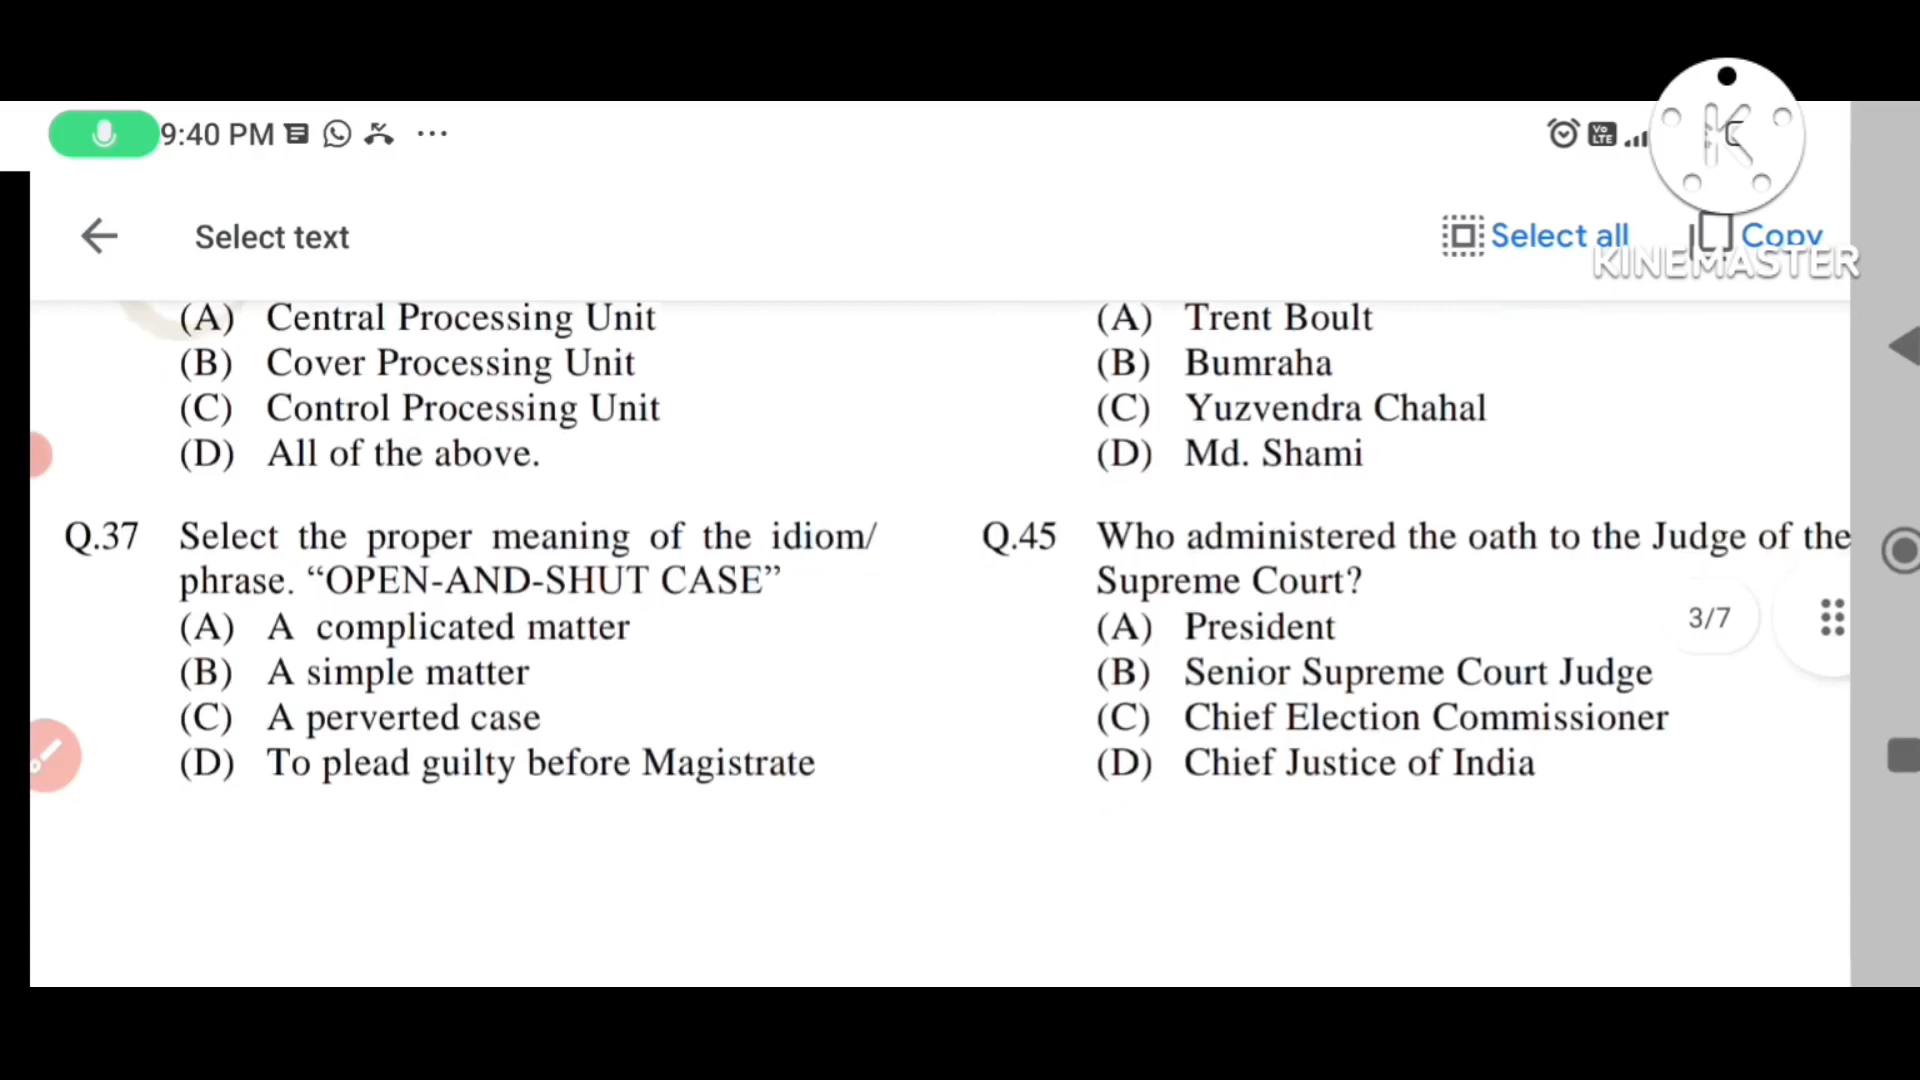 9:40 PM ...
Vo LTE
Select text
Select all
Copy
KINEMASTER
(A) Central Processing Unit
(B) Cover Processing Unit
(C) Control Processing Unit
(D) All of the above.
Q.37 Select the proper meaning of the idiom/
phrase. “OPEN-AND-SHUT CASE”
(A) A complicated matter
(B) A simple matter
(C) A perverted case
(D) To plead guilty before Magistrate
(A) Trent Boult
(B) Bumraha
(C) Yuzvendra Chahal
(D) Md. Shami
Q.45 Who administered the oath to the Judge of the
Supreme Court?
(A) President
(B) Senior Supreme Court Judge
(C) Chief Election Commissioner
(D) Chief Justice of India
3/7